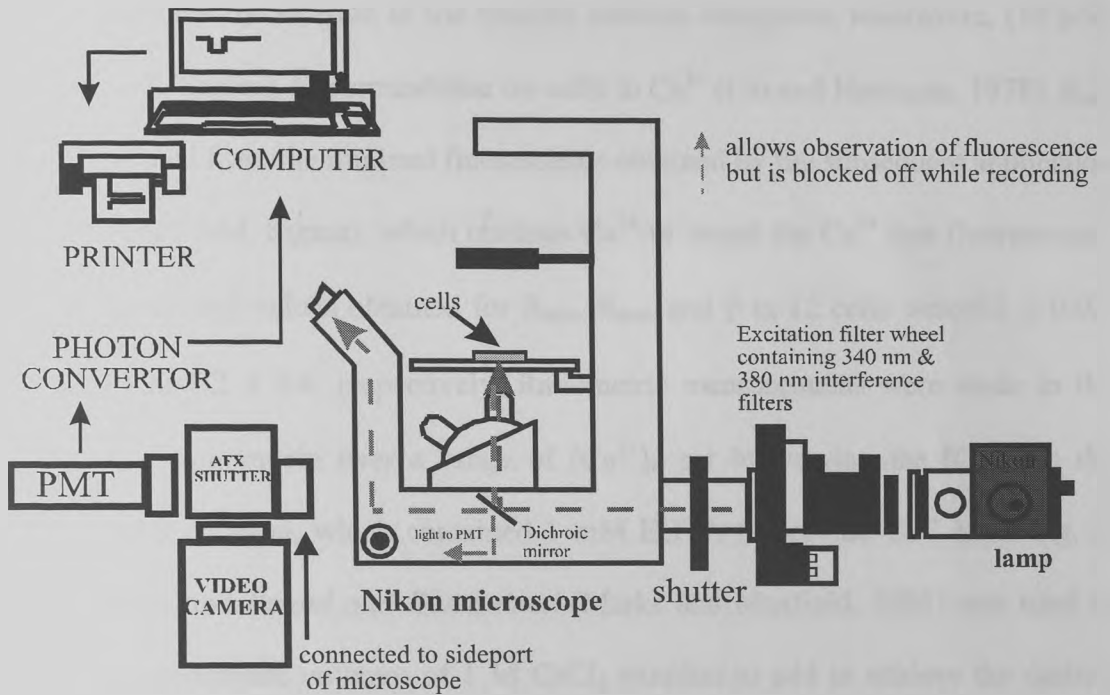 COMPUTER
PRINTER
allows observation of fluorescence
but is blocked off while recording
cells
PHOTON
CONVERTOR
Excitation filter wheel
containing 340 nm &
380 nm interference
filters
PMT
AFX
SHUTTER
Nikon
light to PMT
Dichroic
mirror
lamp
VIDEO
CAMERA
Nikon microscope
shutter
connected to sideport
of microscope